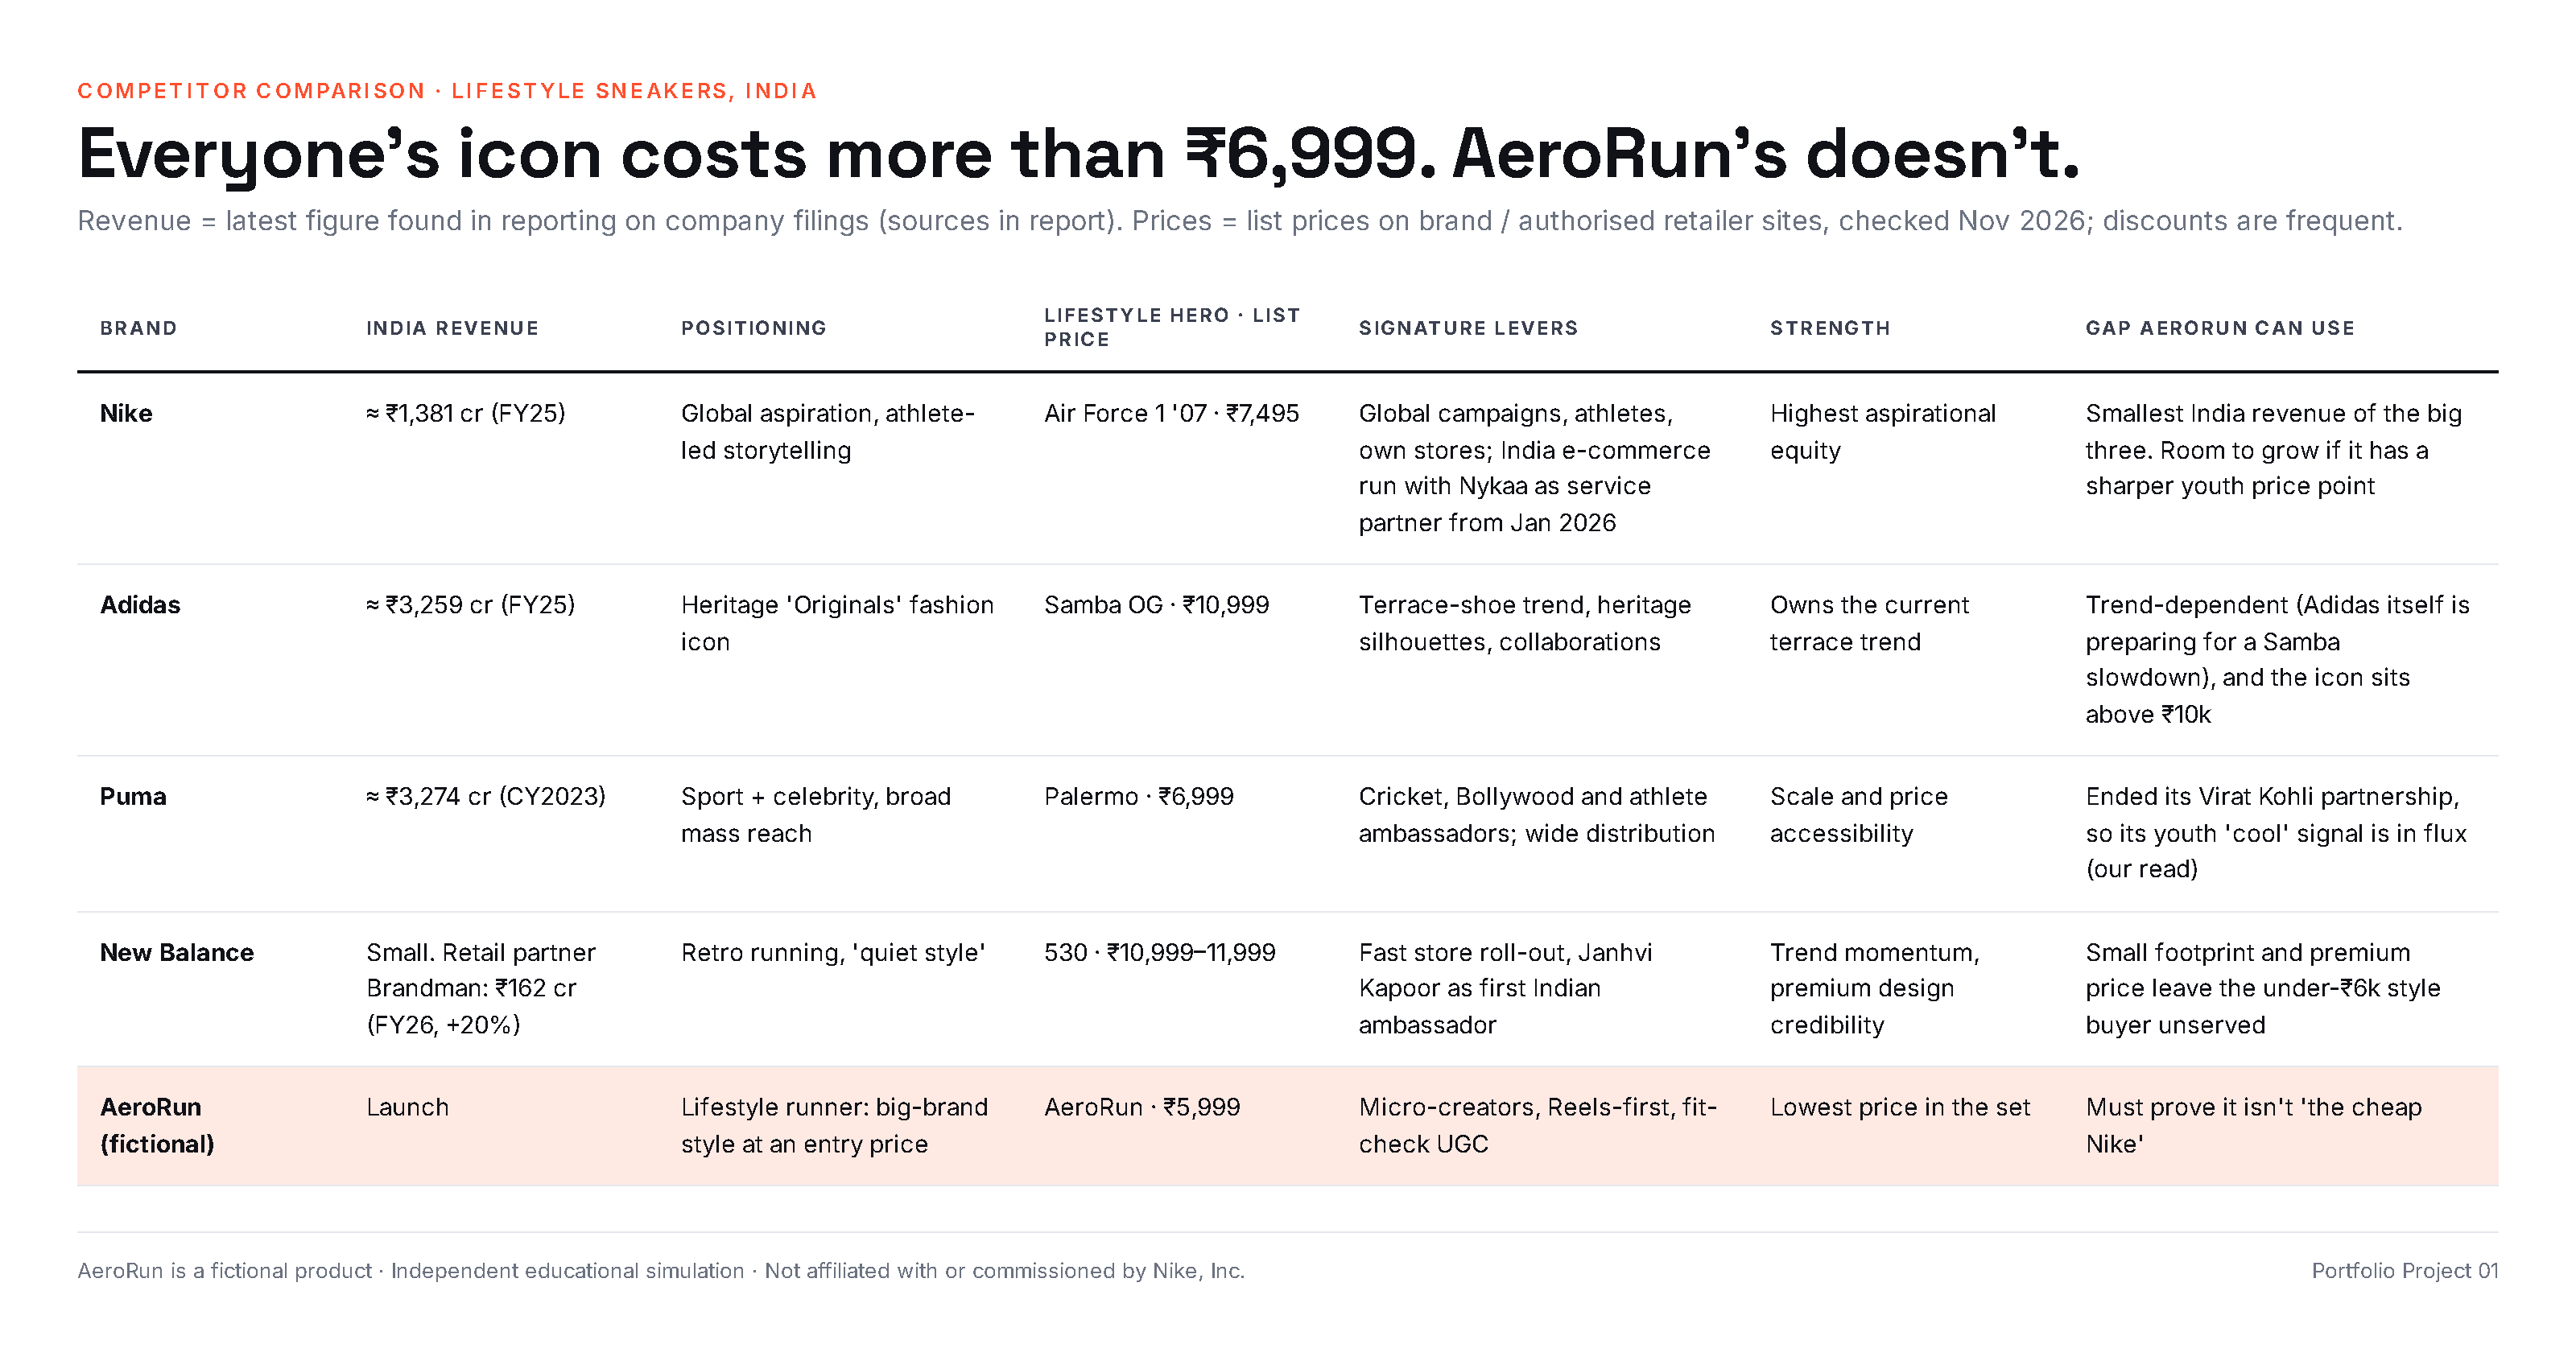 COMPETITOR COMPARISON · LIFESTYLE SNEAKERS, INDIA
Everyone’s icon costs more than ₹6,999. AeroRun’s doesn’t.
Revenue = latest figure found in reporting on company filings (sources in report). Prices = list prices on brand / authorised retailer sites, checked Nov 2026; discounts are frequent.
BRAND
INDIA REVENUE
POSITIONING
LIFESTYLE HERO · LIST
PRICE
SIGNATURE LEVERS
STRENGTH
GAP AERORUN CAN USE
Nike
≈ ₹1,381 cr (FY25)
Global aspiration, athlete-
led storytelling
Air Force 1 '07 · ₹7,495
Global campaigns, athletes,
own stores; India e-commerce
run with Nykaa as service
partner from Jan 2026
Highest aspirational
equity
Smallest India revenue of the big
three. Room to grow if it has a
sharper youth price point
Adidas
≈ ₹3,259 cr (FY25)
Heritage 'Originals' fashion
icon
Samba OG · ₹10,999
Terrace-shoe trend, heritage
silhouettes, collaborations
Owns the current
terrace trend
Trend-dependent (Adidas itself is
preparing for a Samba
slowdown), and the icon sits
above ₹10k
Puma
≈ ₹3,274 cr (CY2023)
Sport + celebrity, broad
mass reach
Palermo · ₹6,999
Cricket, Bollywood and athlete
ambassadors; wide distribution
Scale and price
accessibility
Ended its Virat Kohli partnership,
so its youth 'cool' signal is in flux
(our read)
New Balance
Small. Retail partner
Brandman: ₹162 cr
(FY26, +20%)
Retro running, 'quiet style'
530 · ₹10,999–11,999
Fast store roll-out, Janhvi
Kapoor as first Indian
ambassador
Trend momentum,
premium design
credibility
Small footprint and premium
price leave the under-₹6k style
buyer unserved
AeroRun
(fictional)
Launch
Lifestyle runner: big-brand
style at an entry price
AeroRun · ₹5,999
Micro-creators, Reels-first, fit-
check UGC
Lowest price in the set
Must prove it isn't 'the cheap
Nike'
AeroRun is a fictional product · Independent educational simulation · Not affiliated with or commissioned by Nike, Inc.
Portfolio Project 01